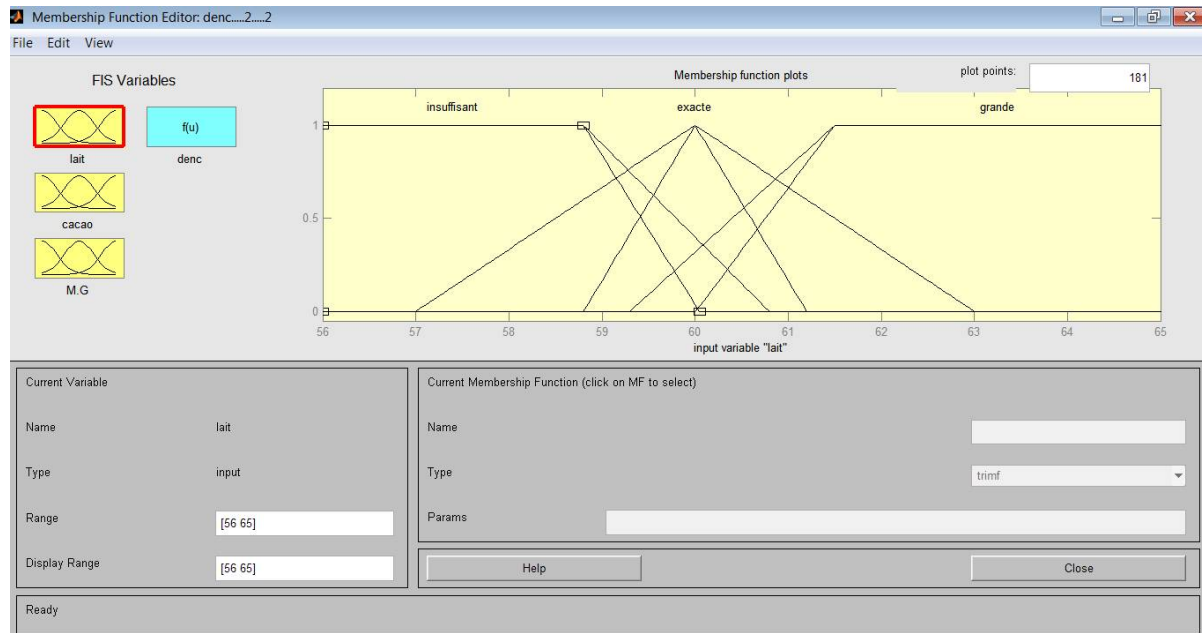 Membership Function Editor: denc.....2.....2
File Edit View
FIS Variables
Membership function plots
plot points:
181
f(u)
lait
denc
cacao
M.G
insuffisant
exacte
grande
1
0.5
0
56 57 58 59 60 61 62 63 64 65
input variable "lait"
Current Variable
Name lait
Type input
Range [56 65]
Display Range [56 65]
Current Membership Function (click on MF to select)
Name
Type trimf
Params
Help
Close
Ready